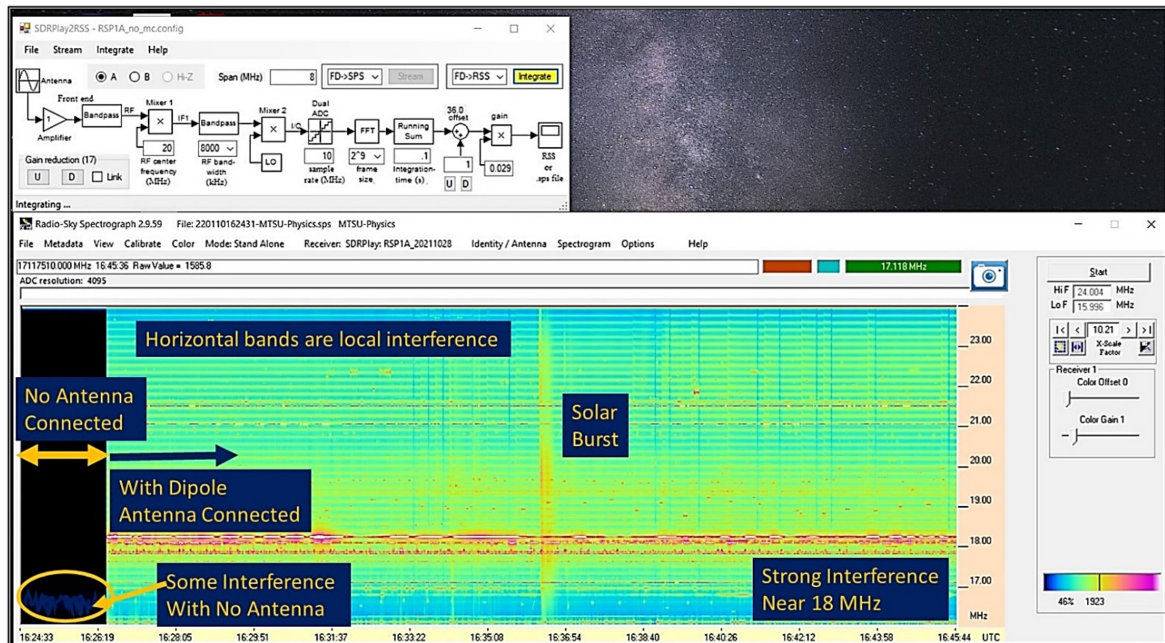 SDRPlay2RSS - RSP1A_no_mc.config
File Stream Integrate Help
Antenna A B Hi-Z Span (MHz) 8 FD->SPS Stream FD->RSS Integrate
Front end
1
Amplifier
Bandpass
RF
Mixer 1
×
20
RF center
frequency
(MHz)
IF1
Bandpass
8000
RF band-
width
(kHz)
Mixer 2
×
LO
I/Q
Dual
ADC
10
sample
rate (MHz)
FFT
2^9
frame
size,
Running
Sum
.1
Integration-
time (s),
36.0
offset
1
U D
gain
×
0.029
RSS
or
.sps file
Gain reduction (17)
U D Link
Integrating ...
Radio-Sky Spectrograph 2.9.59 File: 220110162431-MTSU-Physics.sps MTSU-Physics
File Metadata View Calibrate Color Mode: Stand Alone Receiver: SDRPlay: RSP1A_20211028 Identity / Antenna Spectrogram Options Help
17117510.000 MHz 16:45:36 Raw Value = 1585.8
17.118 MHz
ADC resolution: 4095
Horizontal bands are local interference
No Antenna
Connected
With Dipole
Antenna Connected
Some Interference
With No Antenna
Solar
Burst
Strong Interference
Near 18 MHz
23.00
22.00
21.00
20.00
19.00
18.00
17.00
MHz
16:24:33 16:26:19 16:28:05 16:29:51 16:31:37 16:33:22 16:35:08 16:36:54 16:38:40 16:40:26 16:42:12 16:43:58 16:45:44 UTC
Start
Hi F 24.004 MHz
Lo F 15.996 MHz
|< < 10.21 > >|
X-Scale
Factor
Receiver 1
Color Offset 0
Color Gain 1
46% 1923